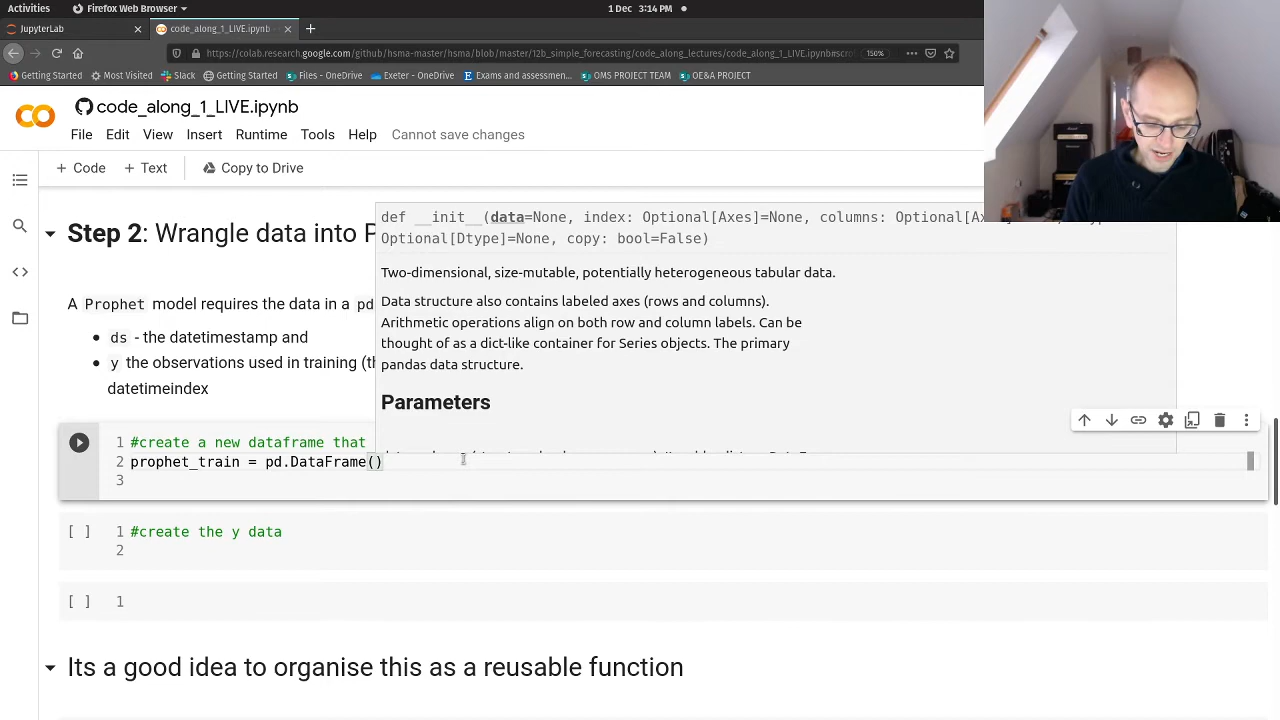 Activities
Firefox Web Browser
1 Dec 3:14 PM
JupyterLab
code_along_1_LIVE.ipynb
https://colab.research.google.com/github/hsma-master/hsma/blob/master/12b_simple_forecasting/code_along_lectures/code_along_1_LIVE.ipynb#scro
150%
Getting Started
Most Visited
Slack
Getting Started
Files - OneDrive
Exeter - OneDrive
Exams and assessmen...
OMS PROJECT TEAM
OE&A PROJECT
code_along_1_LIVE.ipynb
File Edit View Insert Runtime Tools Help Cannot save changes
+ Code + Text Copy to Drive
def __init__(data=None, index: Optional[Axes]=None, columns: Optional[Ax
Optional[Dtype]=None, copy: bool=False)
Step 2: Wrangle data into P
Two-dimensional, size-mutable, potentially heterogeneous tabular data.
A Prophet model requires the data in a pd
Data structure also contains labeled axes (rows and columns).
Arithmetic operations align on both row and column labels. Can be
thought of as a dict-like container for Series objects. The primary
pandas data structure.
ds - the datetimestamp and
y the observations used in training (th
datetimeindex
Parameters
1 #create a new dataframe that
2 prophet_train = pd.DataFrame()
3
[ ] 1 #create the y data
2
[ ] 1
Its a good idea to organise this as a reusable function